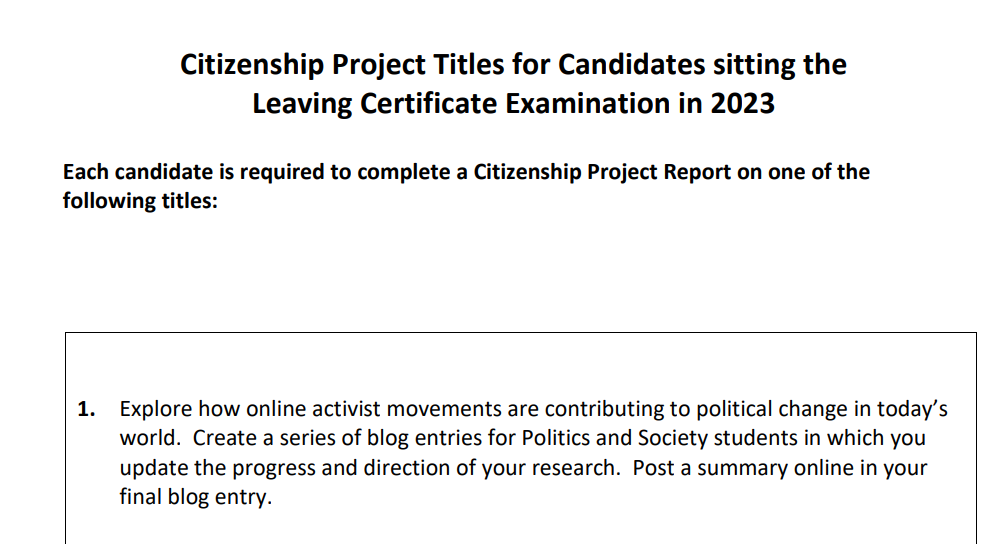 Citizenship Project Titles for Candidates sitting the
Leaving Certificate Examination in 2023
Each candidate is required to complete a Citizenship Project Report on one of the
following titles:
1. Explore how online activist movements are contributing to political change in today’s
world.  Create a series of blog entries for Politics and Society students in which you
update the progress and direction of your research.  Post a summary online in your
final blog entry.